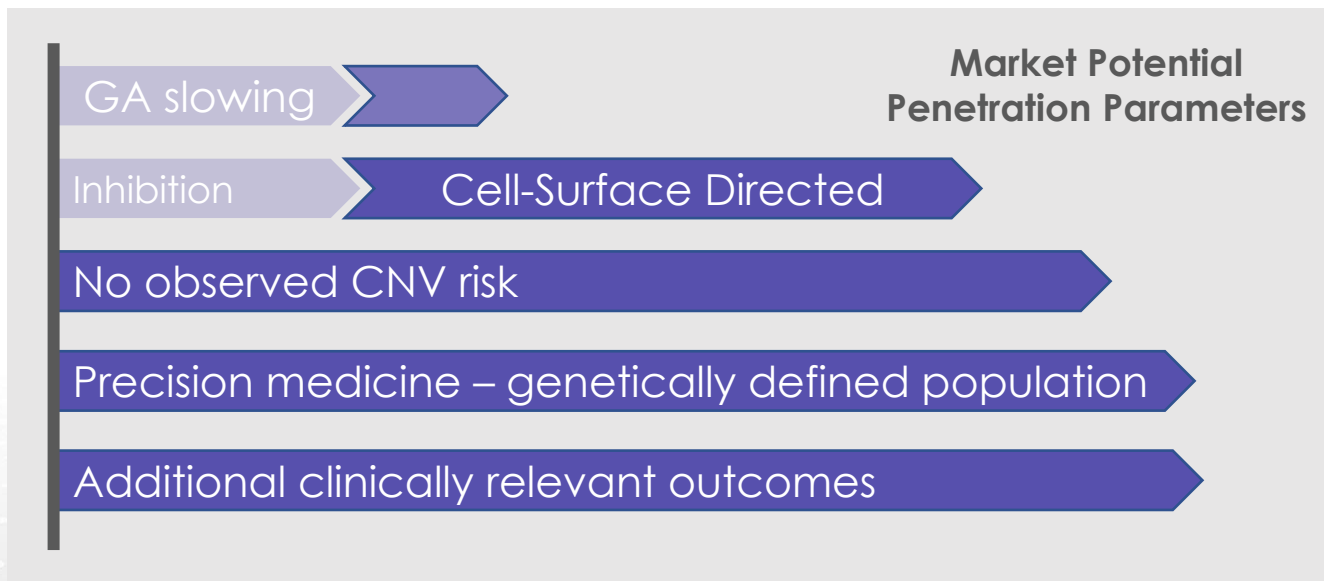 Market Potential
Penetration Parameters
GA slowing
Inhibition
Cell-Surface Directed
No observed CNV risk
Precision medicine – genetically defined population
Additional clinically relevant outcomes